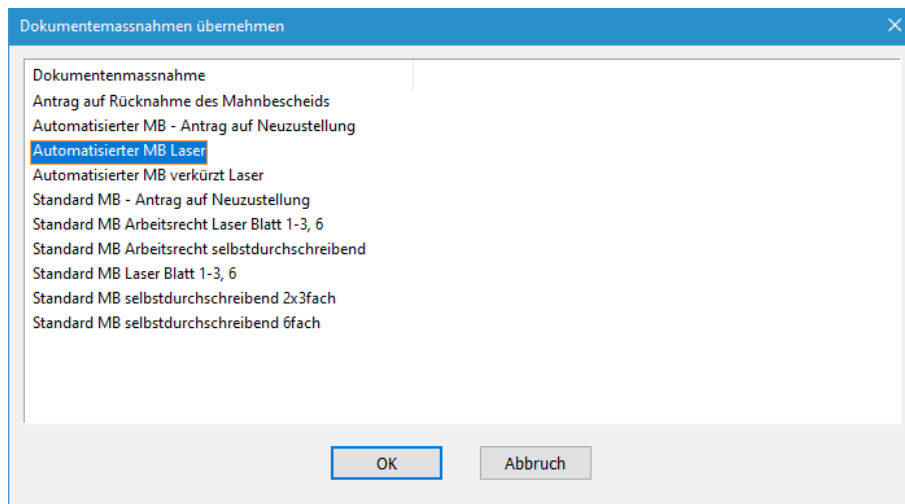 Dokumentemassnahmen übernehmen
Dokumentenmassnahme
Antrag auf Rücknahme des Mahnbescheids
Automatisierter MB - Antrag auf Neuzustellung
Automatisierter MB Laser
Automatisierter MB verkürzt Laser
Standard MB - Antrag auf Neuzustellung
Standard MB Arbeitsrecht Laser Blatt 1-3, 6
Standard MB Arbeitsrecht selbstdurchschreibend
Standard MB Laser Blatt 1-3, 6
Standard MB selbstdurchschreibend 2x3fach
Standard MB selbstdurchschreibend 6fach
OK Abbruch